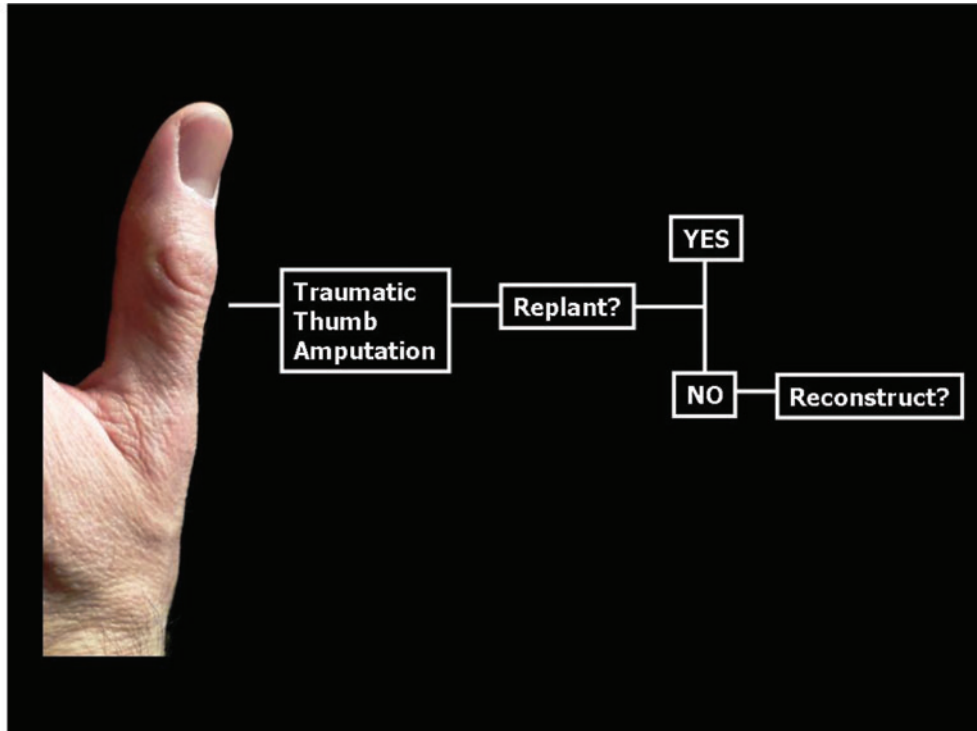 Traumatic
Thumb
Amputation
Replant?
YES
NO
Reconstruct?